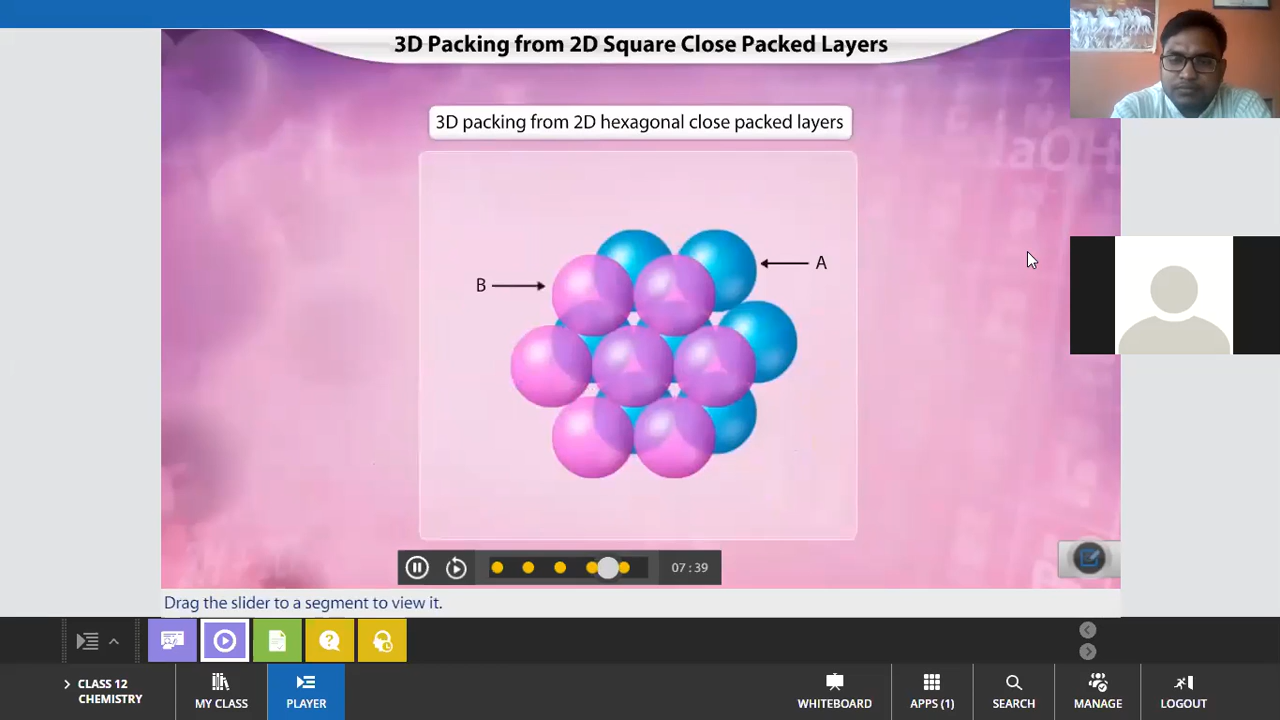 3D Packing from 2D Square Close Packed Layers
3D packing from 2D hexagonal close packed layers
B
A
aOH
07 : 39
Drag the slider to a segment to view it.
CLASS 12
CHEMISTRY
MY CLASS
PLAYER
WHITEBOARD
APPS (1)
SEARCH
MANAGE
LOGOUT